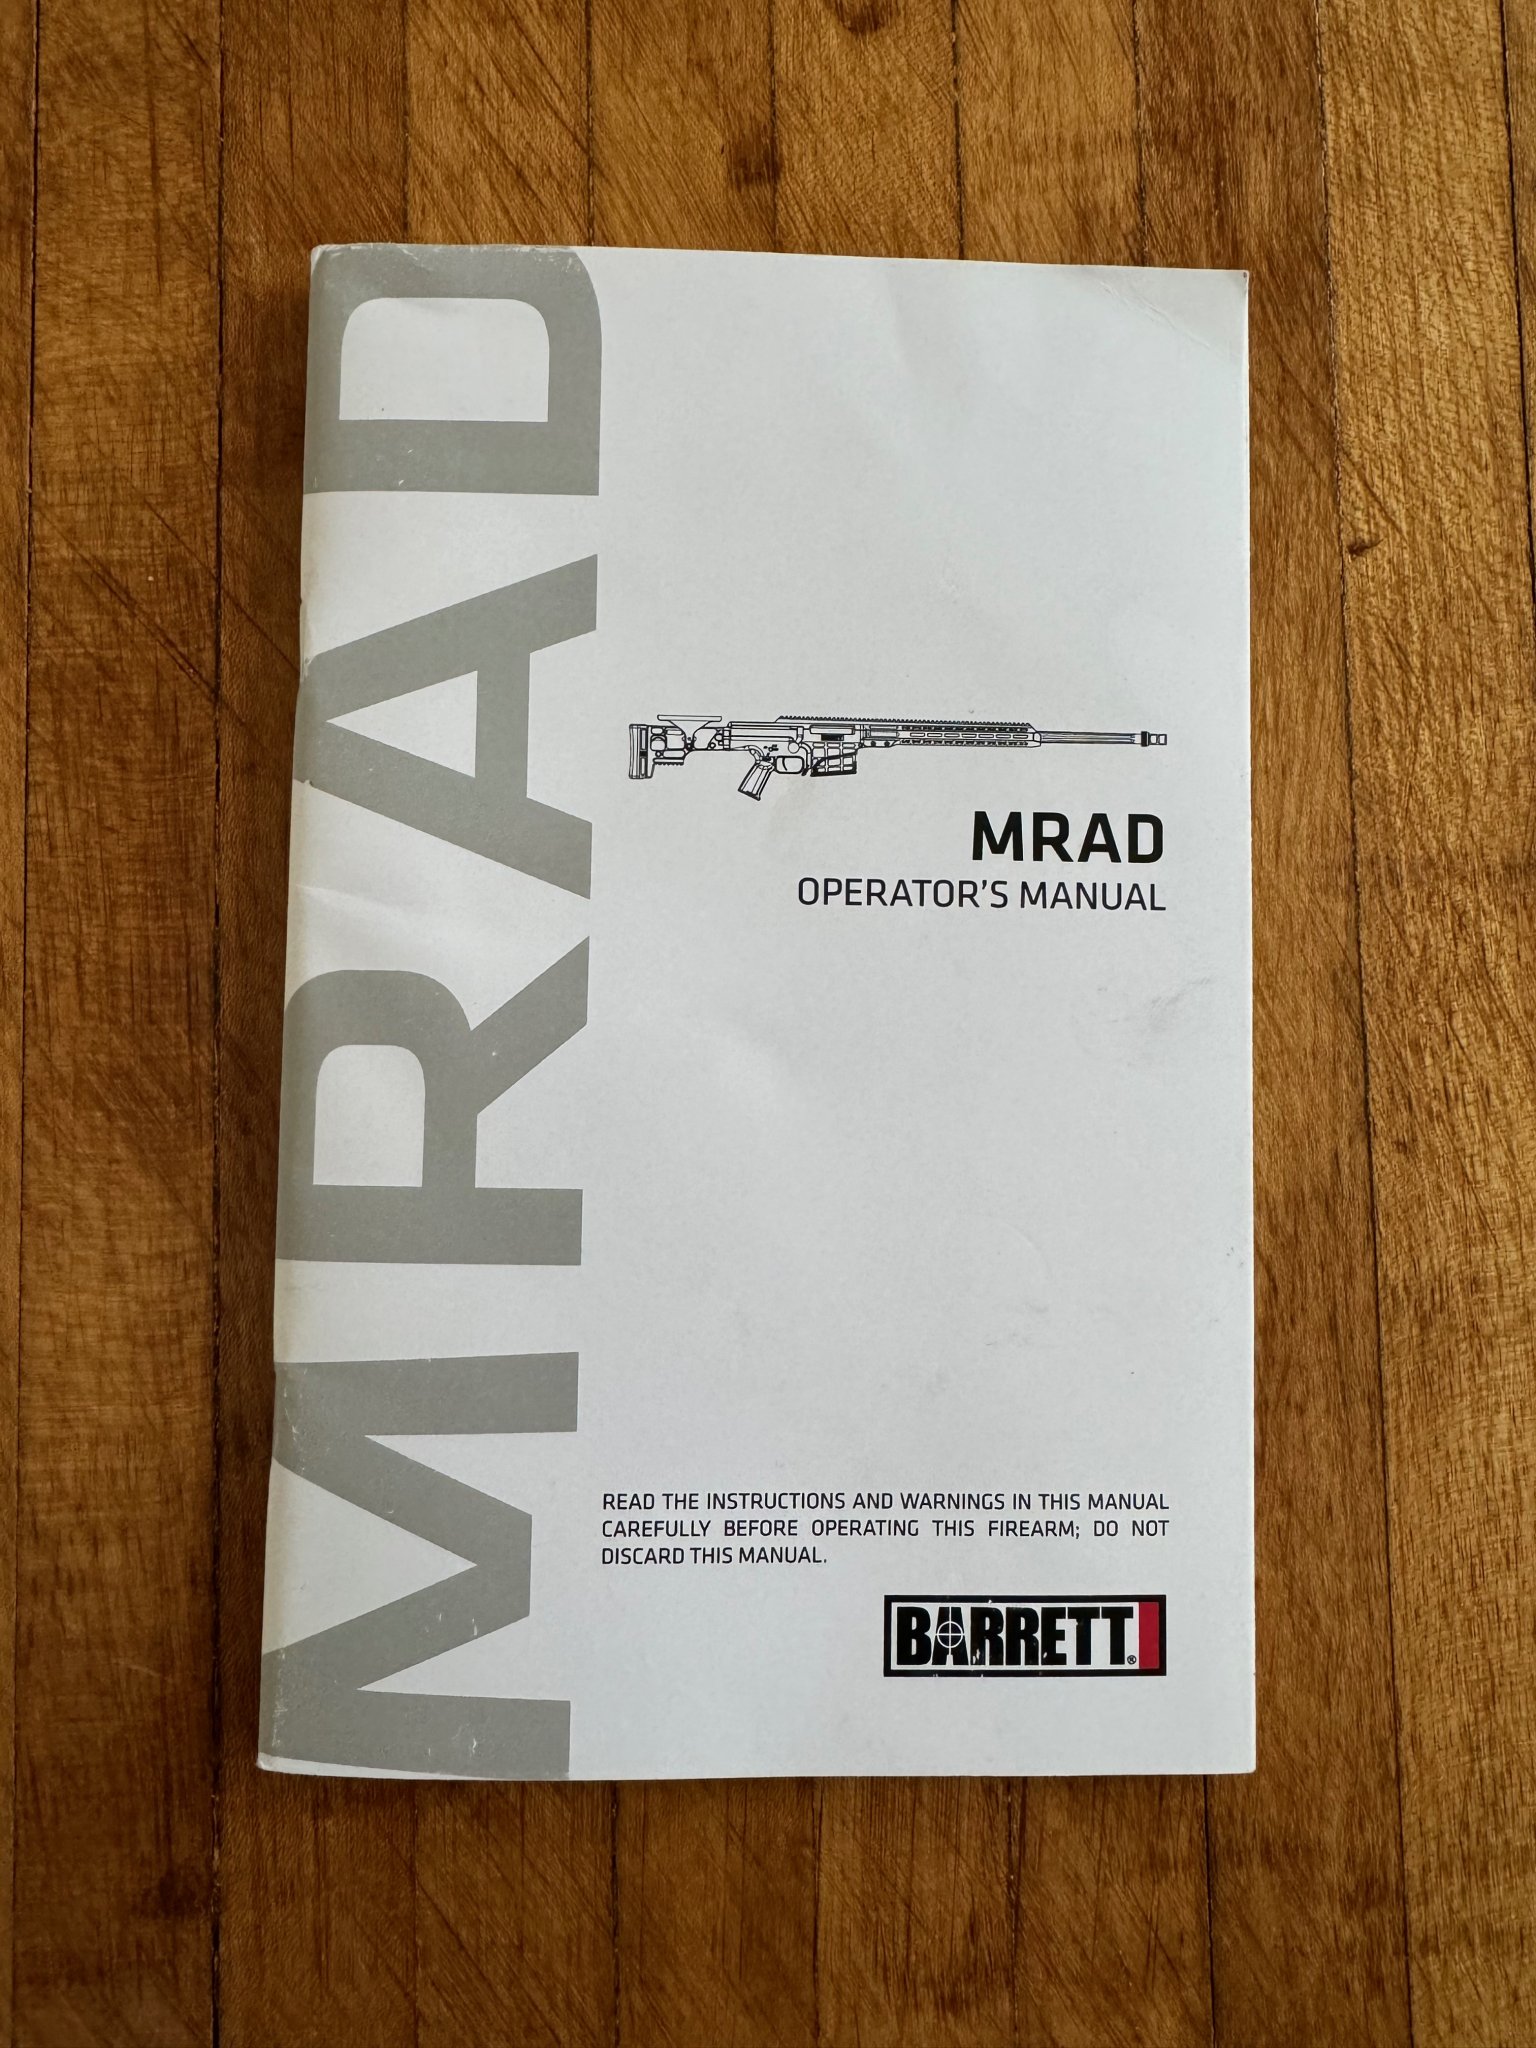 MRAD
MRAD
OPERATOR'S MANUAL
READ THE INSTRUCTIONS AND WARNINGS IN THIS MANUAL
CAREFULLY BEFORE OPERATING THIS FIREARM; DO NOT
DISCARD THIS MANUAL.
BARRETT®